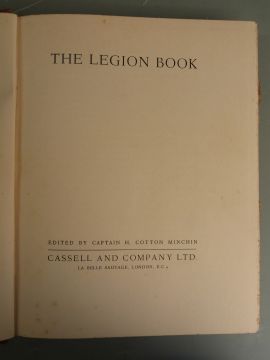 THE LEGION BOOK
EDITED BY CAPTAIN H. COTTON MINCHIN
CASSELL AND COMPANY LTD.
LA BELLE SAUVAGE, LONDON, E.C.4